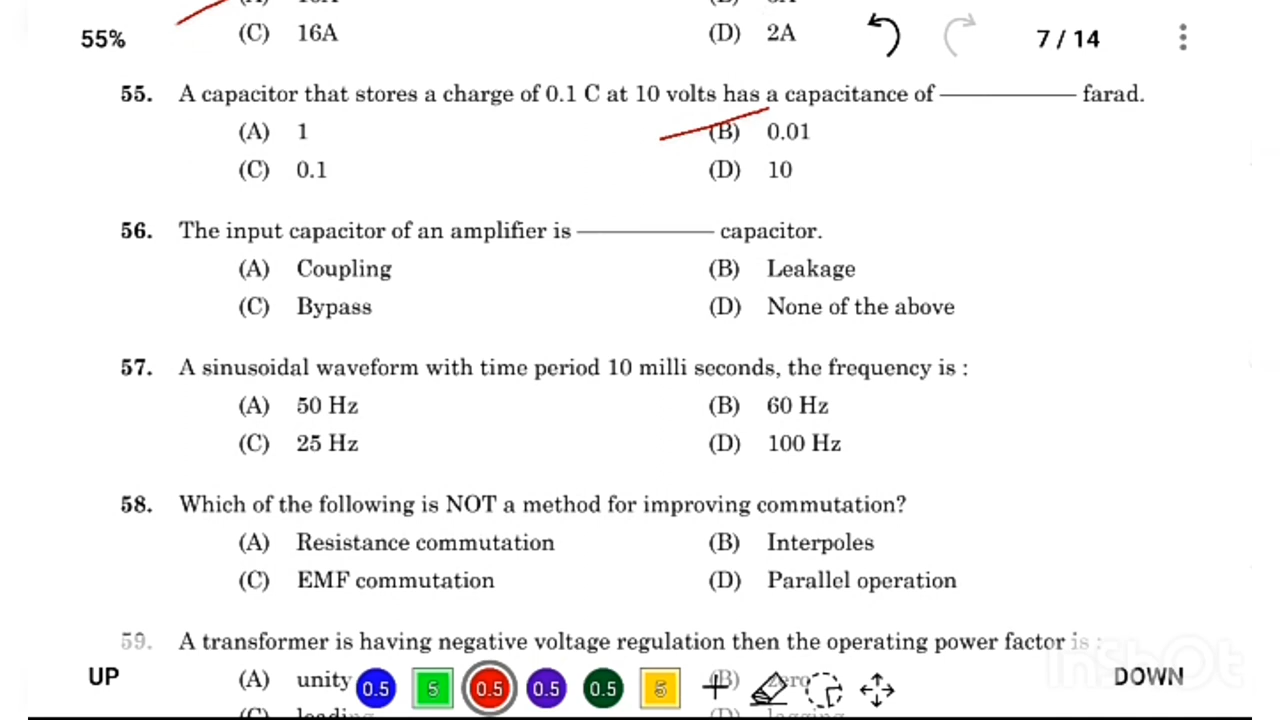 55%
(C) 16A (D) 2A
7 / 14
55. A capacitor that stores a charge of 0.1 C at 10 volts has a capacitance of ———— farad.
(A) 1 (B) 0.01
(C) 0.1 (D) 10
56. The input capacitor of an amplifier is ———— capacitor.
(A) Coupling (B) Leakage
(C) Bypass (D) None of the above
57. A sinusoidal waveform with time period 10 milli seconds, the frequency is :
(A) 50 Hz (B) 60 Hz
(C) 25 Hz (D) 100 Hz
58. Which of the following is NOT a method for improving commutation?
(A) Resistance commutation (B) Interpoles
(C) EMF commutation (D) Parallel operation
59. A transformer is having negative voltage regulation then the operating power factor is :
UP
(A) unity (B) zero
0.5 5 0.5 0.5 0.5 5
InShOt
DOWN